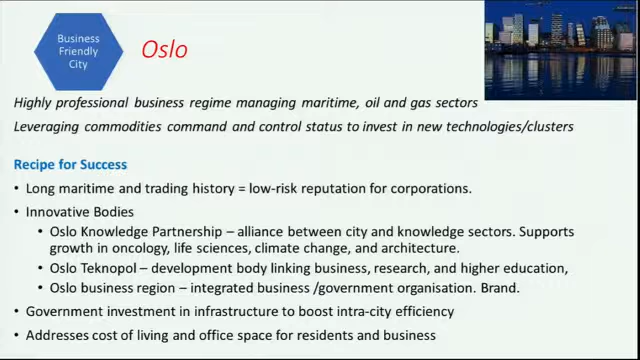 Business
Friendly
City
Oslo
Highly professional business regime managing maritime, oil and gas sectors
Leveraging commodities command and control status to invest in new technologies/clusters
Recipe for Success
• Long maritime and trading history = low-risk reputation for corporations.
• Innovative Bodies
• Oslo Knowledge Partnership – alliance between city and knowledge sectors. Supports
growth in oncology, life sciences, climate change, and architecture.
• Oslo Teknopol – development body linking business, research, and higher education,
• Oslo business region – integrated business /government organisation. Brand.
• Government investment in infrastructure to boost intra-city efficiency
• Addresses cost of living and office space for residents and business